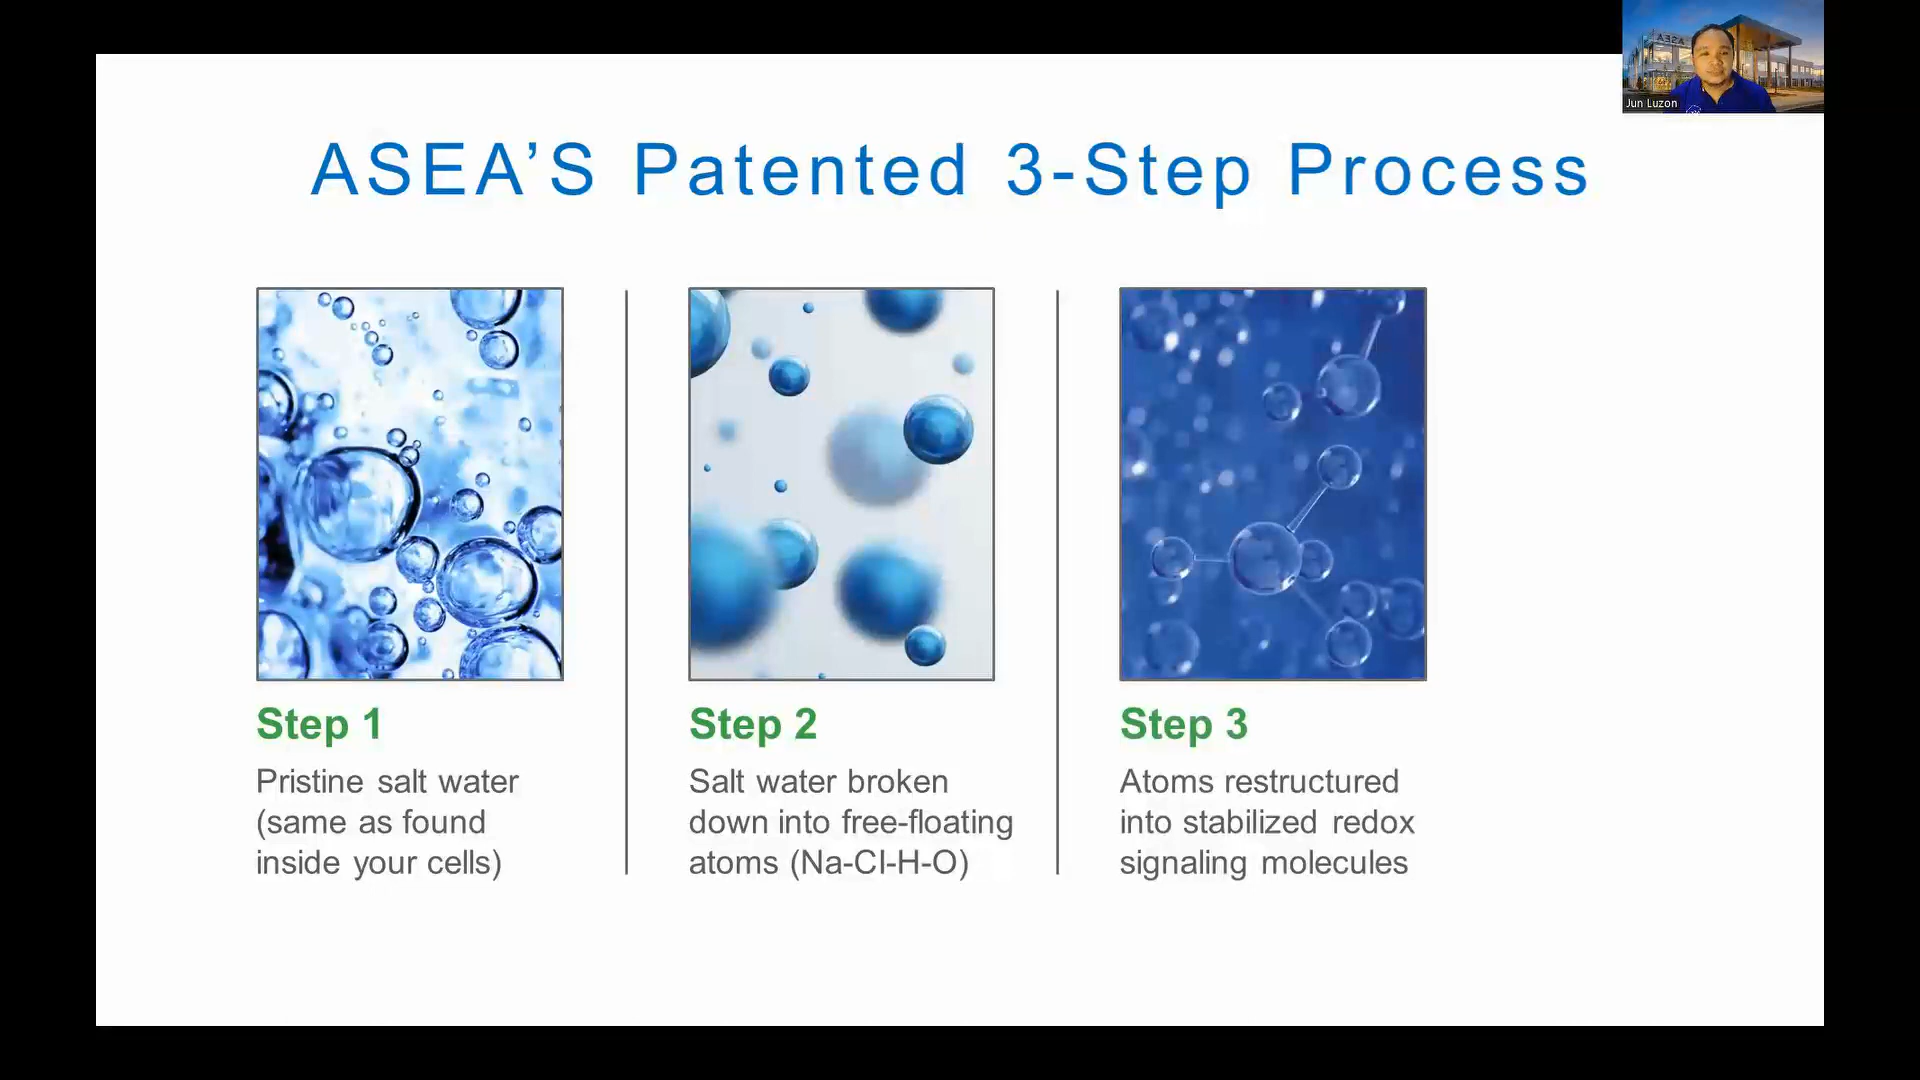 ASEA
Jun Luzon
ASEA’S Patented 3-Step Process
Step 1
Pristine salt water
(same as found
inside your cells)
Step 2
Salt water broken
down into free-floating
atoms (Na-Cl-H-O)
Step 3
Atoms restructured
into stabilized redox
signaling molecules